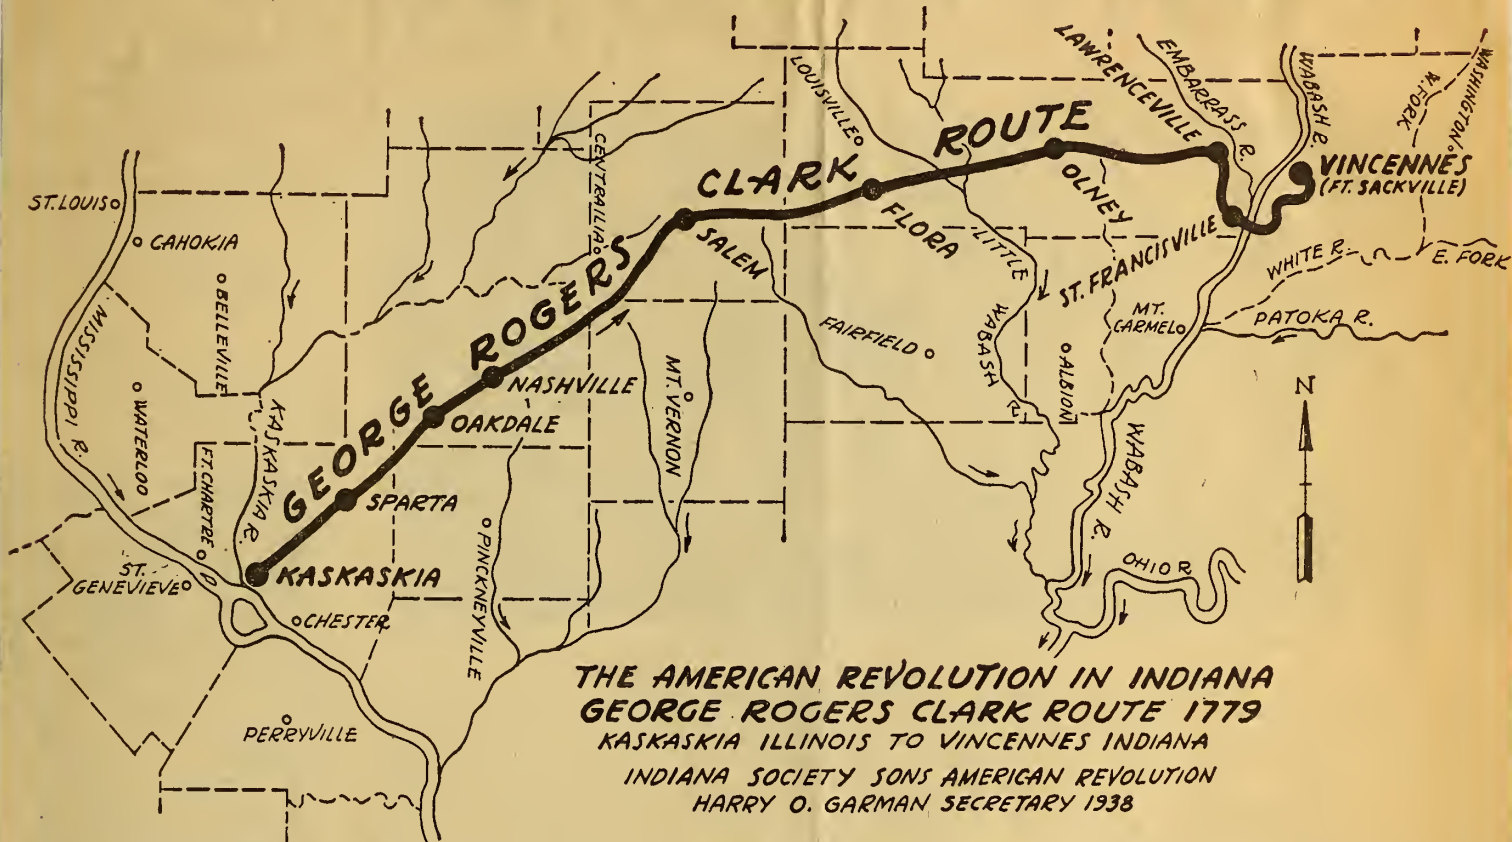 ST. LOUIS
CAHOKIA
BELLEVILLE
MISSISSIPPI R.
WATERLOO
FT. CHARTRE
KASKASKIA R.
ST. GENEVIEVE
KASKASKIA
CHESTER
PERRYVILLE
SPARTA
OAKDALE
NASHVILLE
PINCKNEYVILLE
MT. VERNON
CENTRAILIA
GEORGE ROGERS CLARK ROUTE
SALEM
LOUISVILLE
FLORA
OLNEY
LAWRENCEVILLE
EMBARRASS R.
WABASH R.
W. FORK
WASHINGTON
VINCENNES
(FT. SACKVILLE)
ST. FRANCISVILLE
WHITE R.
E. FORK
LITTLE WABASH R.
FAIRFIELD
ALBION
MT. CARMEL
PATOKA R.
N
WABASH R.
OHIO R
THE AMERICAN REVOLUTION IN INDIANA
GEORGE ROGERS CLARK ROUTE 1779
KASKASKIA ILLINOIS TO VINCENNES INDIANA
INDIANA SOCIETY SONS AMERICAN REVOLUTION
HARRY O. GARMAN SECRETARY 1938